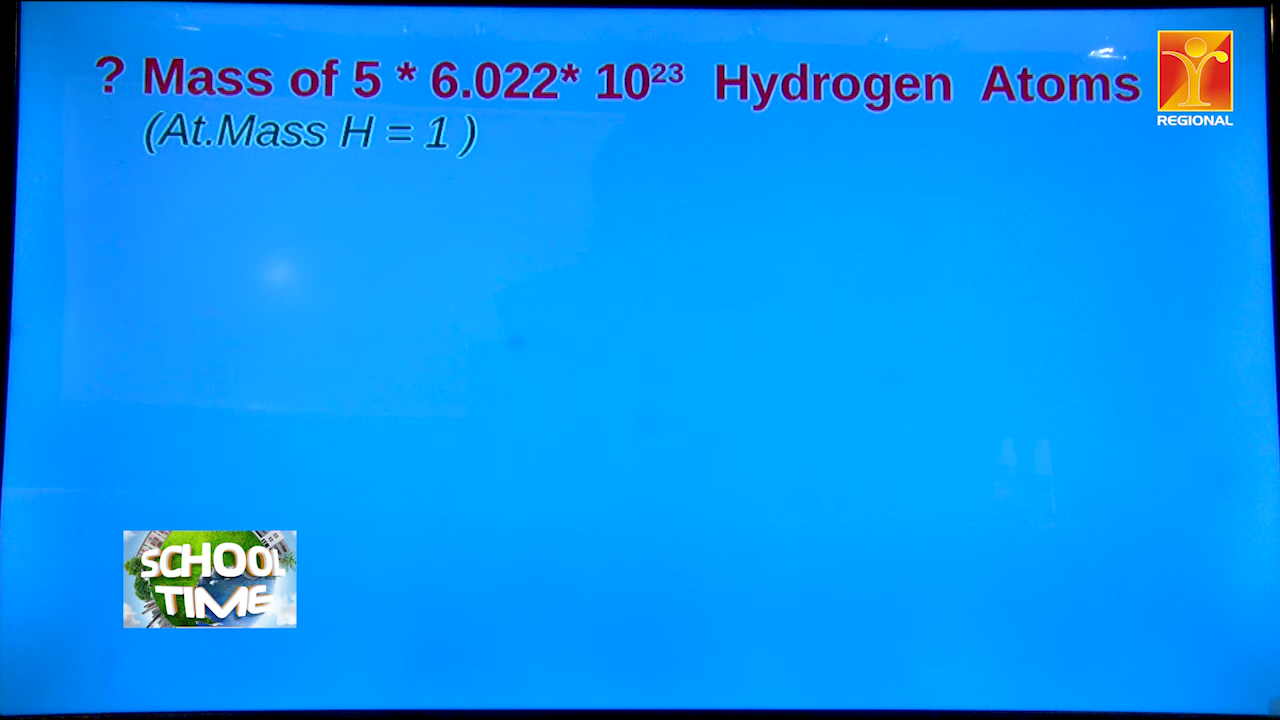 ? Mass of 5 * 6.022* 10²³ Hydrogen Atoms
(At.Mass H = 1 )
REGIONAL
SCHOOL
TIME